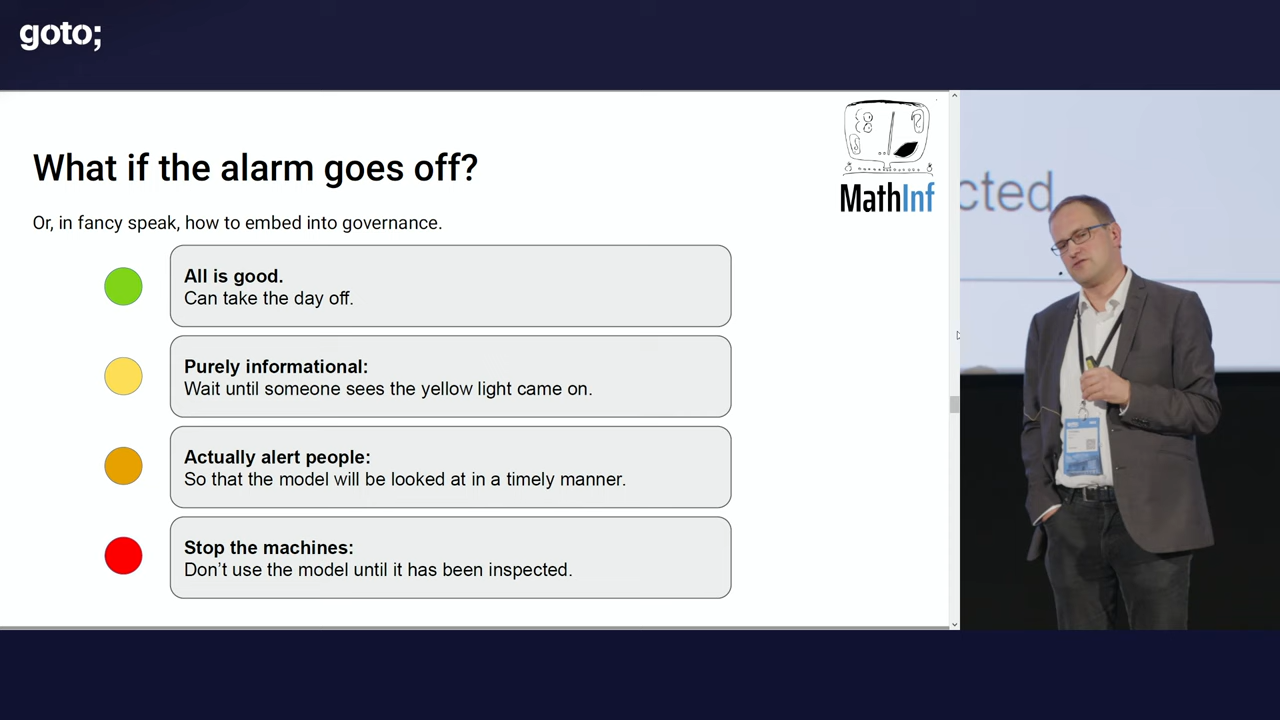 goto;
What if the alarm goes off?
MathInf
Or, in fancy speak, how to embed into governance.
All is good.
Can take the day off.
Purely informational:
Wait until someone sees the yellow light came on.
Actually alert people:
So that the model will be looked at in a timely manner.
Stop the machines:
Don't use the model until it has been inspected.
cted